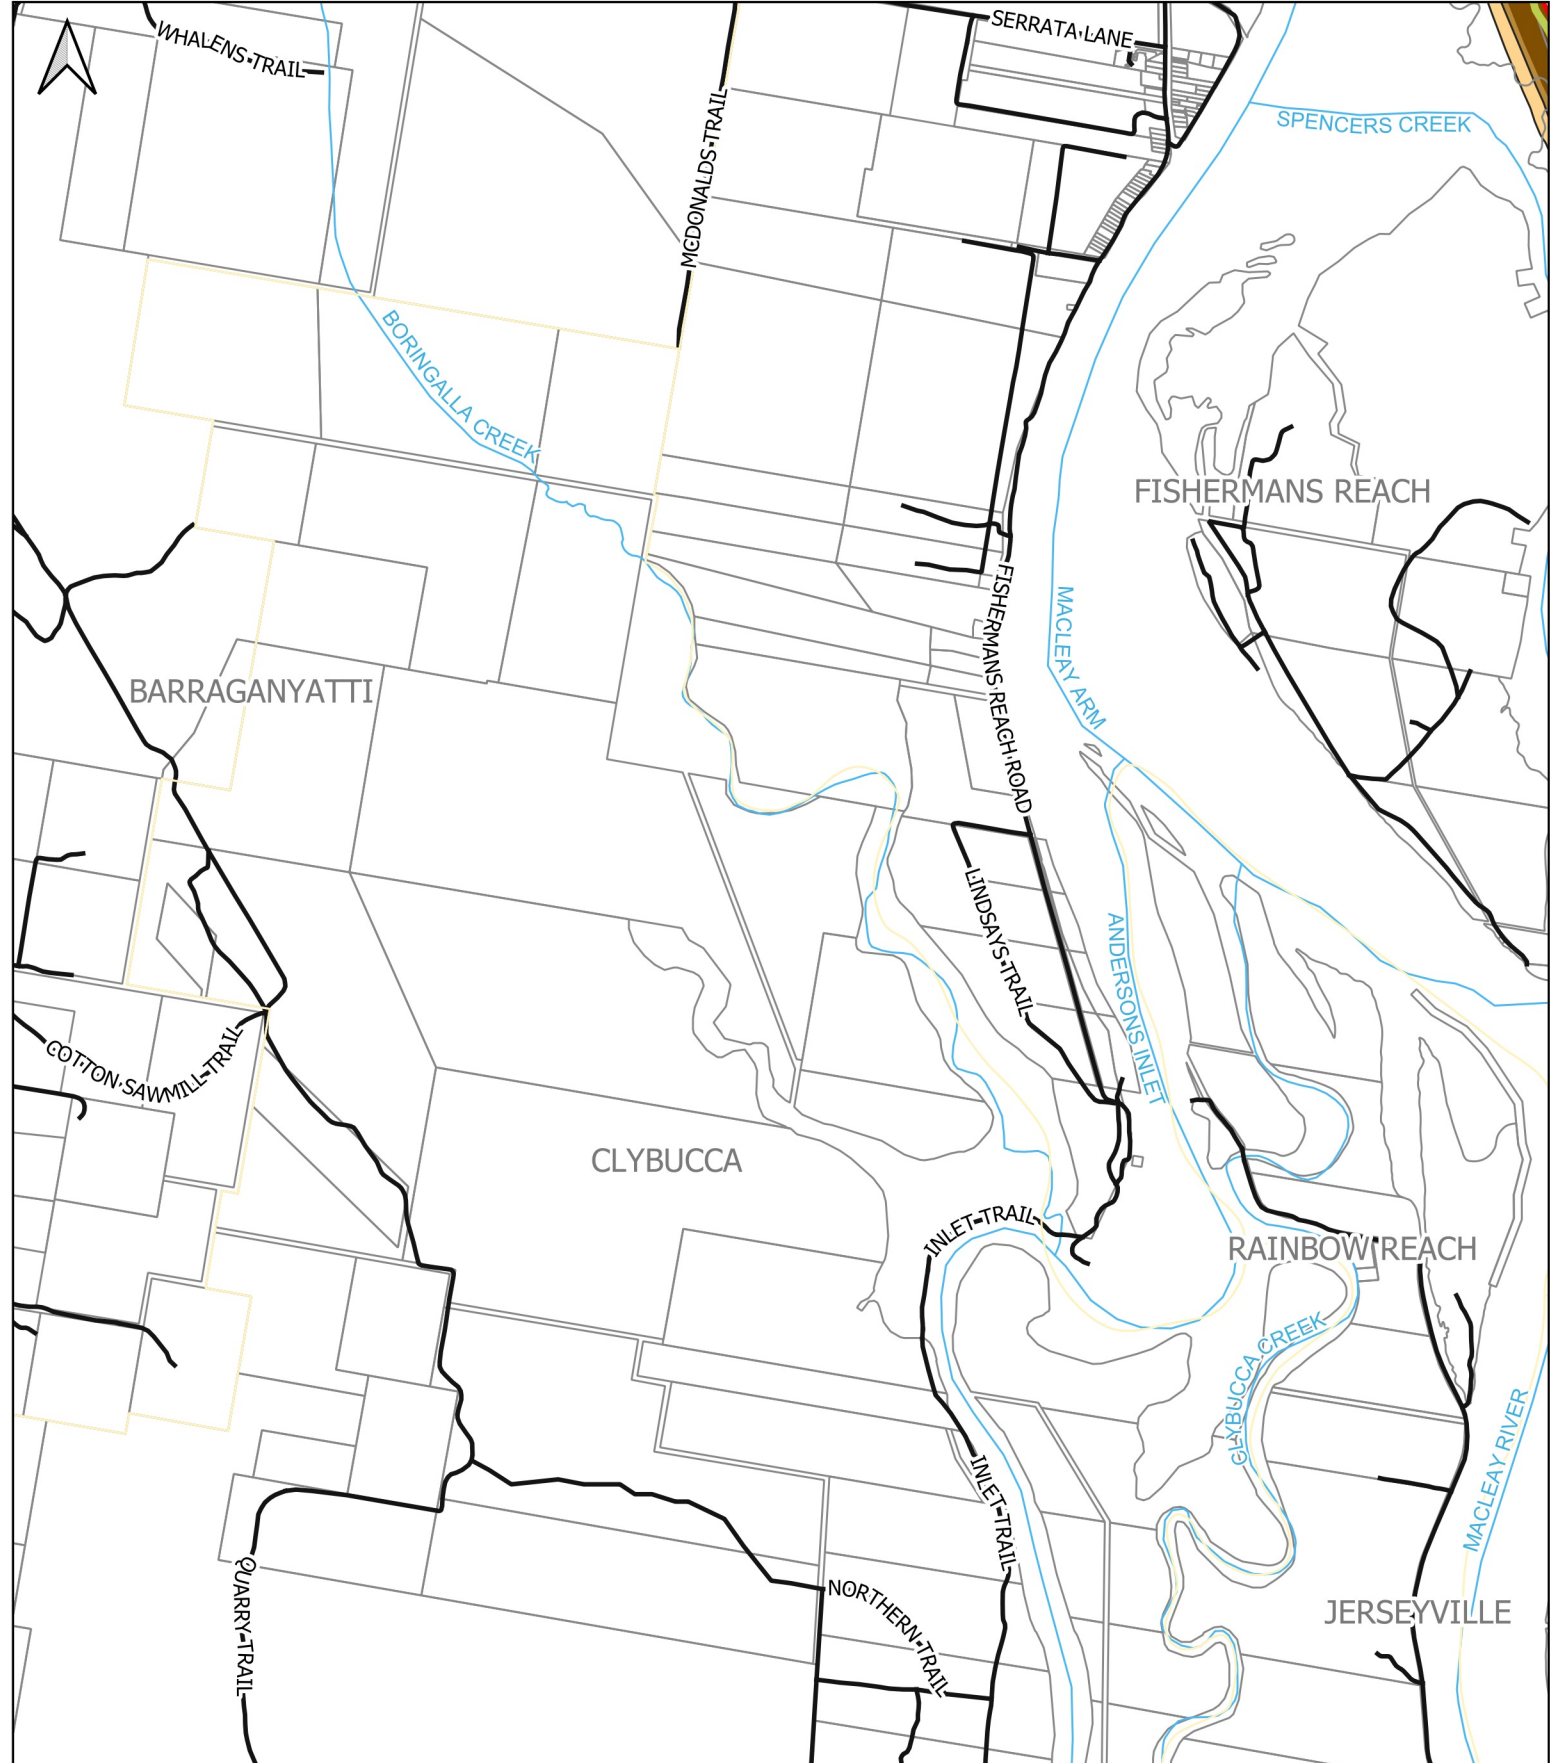 WHALENS-TRAIL
SERRATA LANE
SPENCERS CREEK
MCDONALDS-TRAIL
BORINGALLA CREEK
FISHERMANS REACH
FISHERMANS REACH ROAD
MACLEAY ARM
BARRAGANYATTI
LINDSAYS-TRAIL
ANDERSONS INLET
COTTON SAWMILL-TRAIL
CLYBUCCA
INLET-TRAIL
RAINBOW REACH
CLYBUCCA CREEK
MACLEAY RIVER
INLET-TRAIL
QUARRY-TRAIL
NORTHERN-TRAIL
JERSEYVILLE